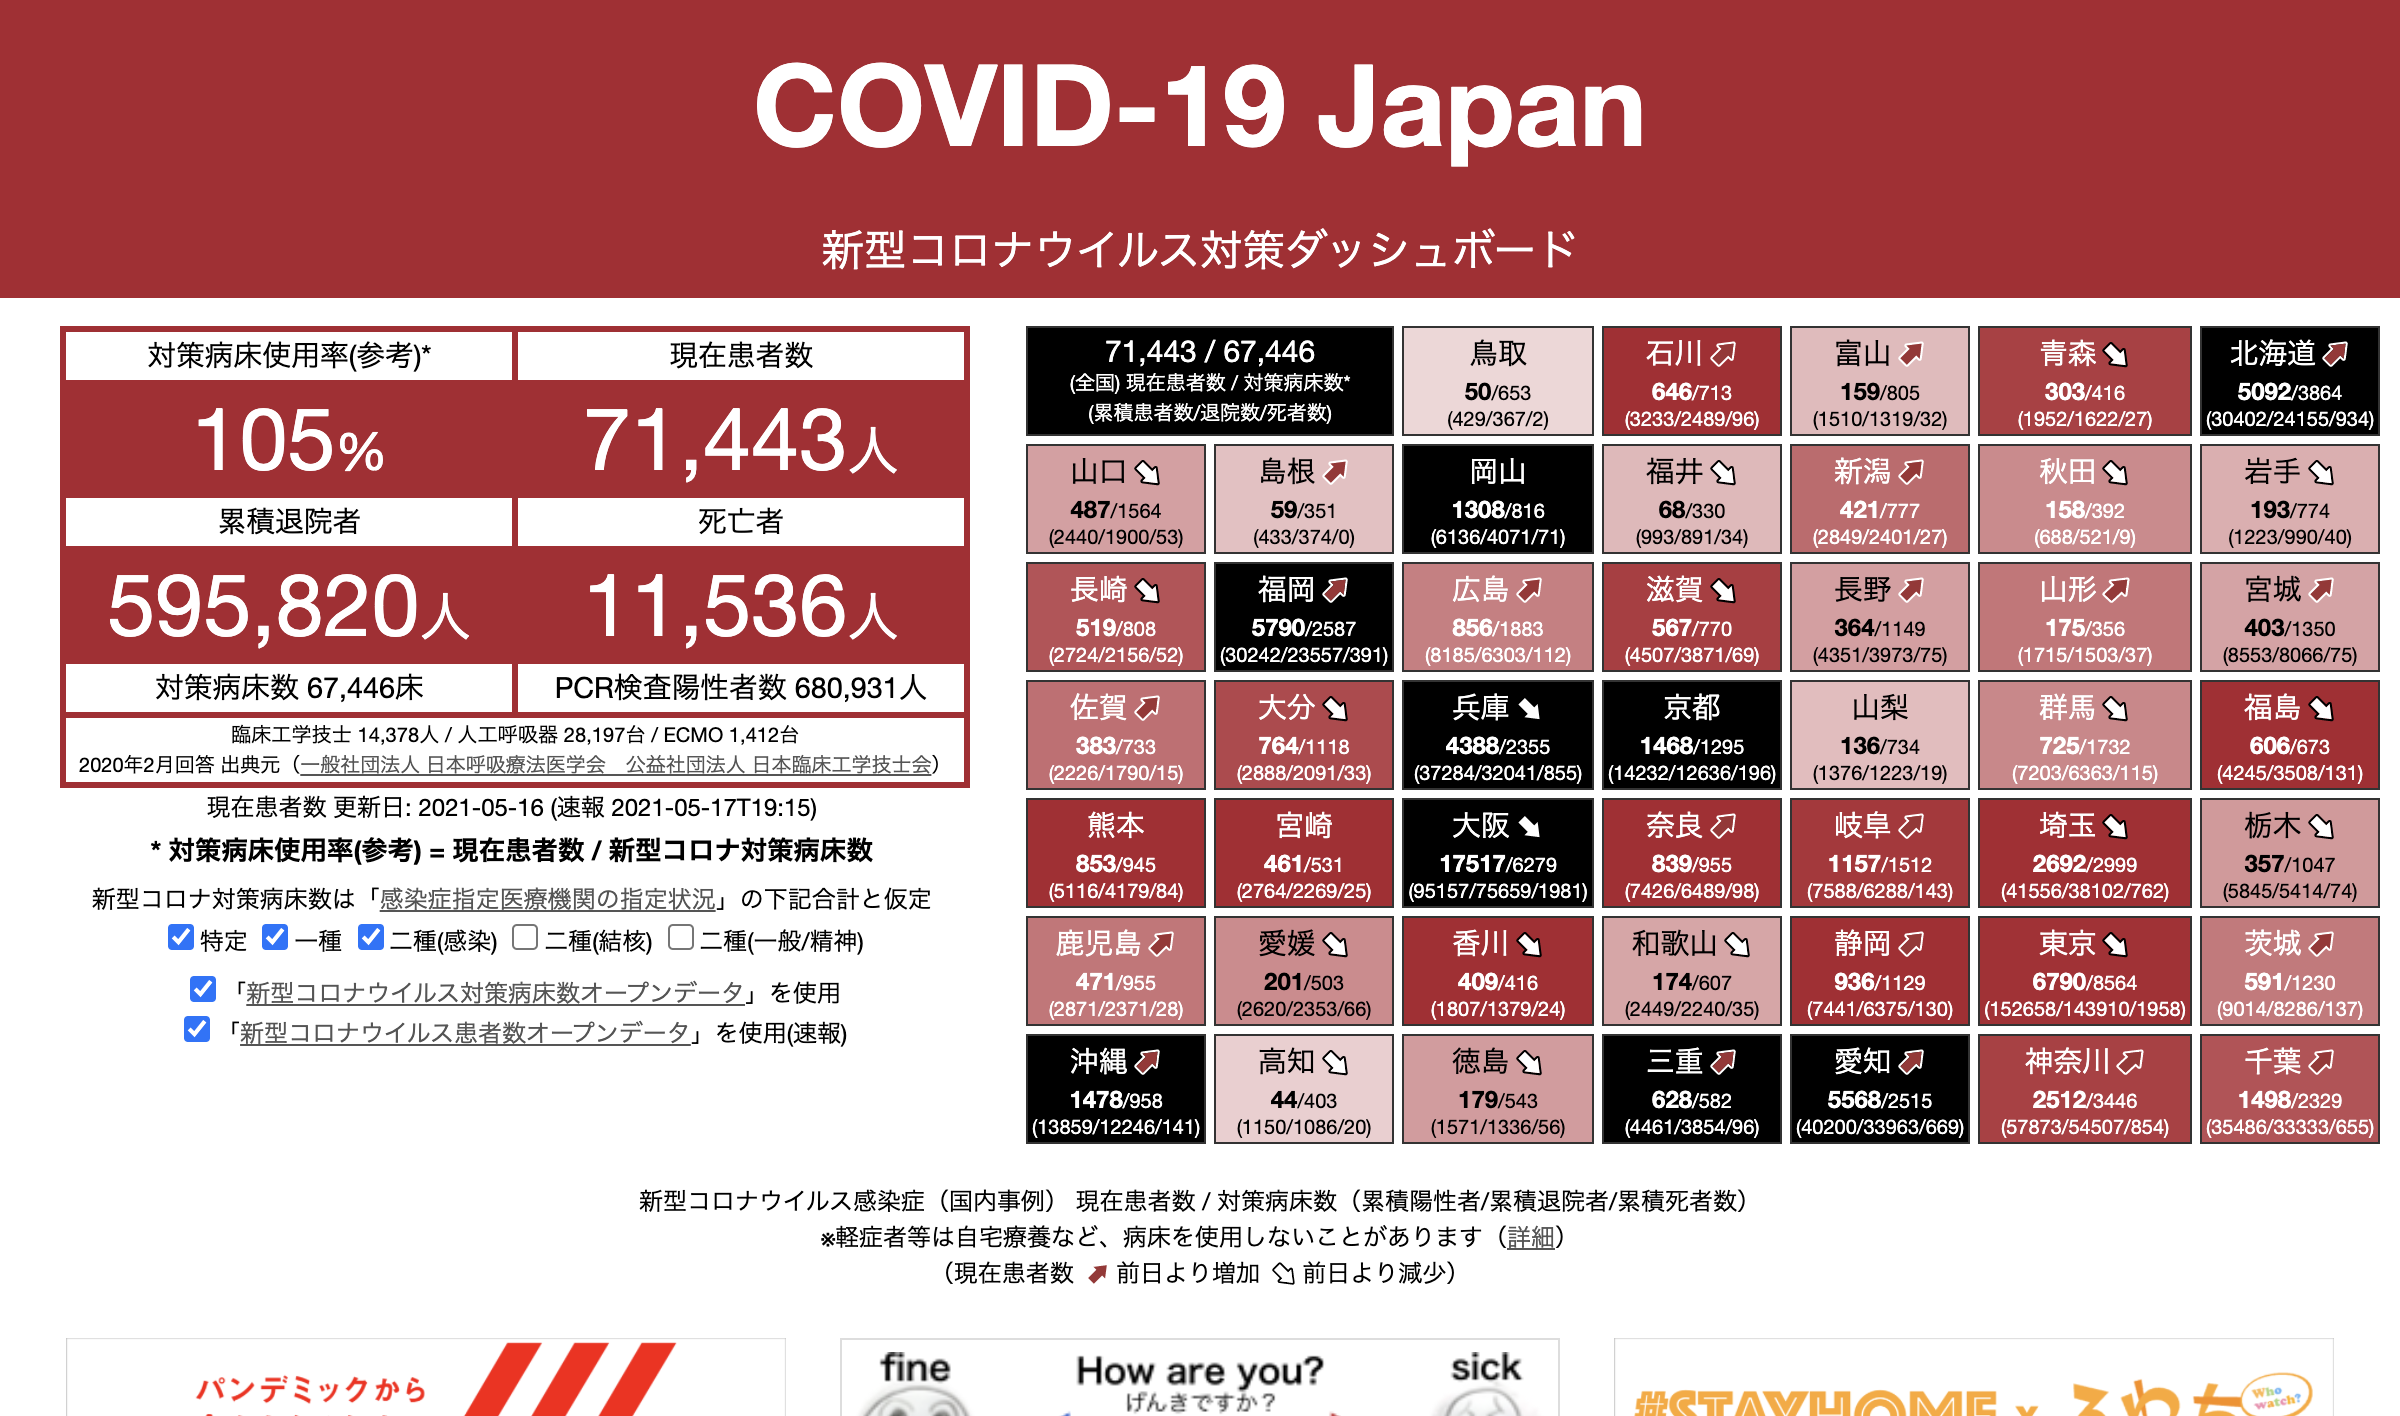 COVID-19 Japan
新型コロナウイルス対策ダッシュボード
対策病床使用率(参考)*
現在患者数
105%
71,443人
累積退院者
死亡者
595,820人
11,536人
対策病床数 67,446床
PCR検査陽性者数 680,931人
臨床工学技士 14,378人 / 人工呼吸器 28,197台 / ECMO 1,412台
2020年2月回答 出典元（一般社団法人 日本呼吸療法医学会　公益社団法人 日本臨床工学技士会）
現在患者数 更新日: 2021-05-16 (速報 2021-05-17T19:15)
* 対策病床使用率(参考) = 現在患者数 / 新型コロナ対策病床数
新型コロナ対策病床数は「感染症指定医療機関の指定状況」の下記合計と仮定
特定 一種 二種(感染) 二種(結核) 二種(一般/精神)
「新型コロナウイルス対策病床数オープンデータ」を使用
「新型コロナウイルス患者数オープンデータ」を使用(速報)
71,443 / 67,446
(全国) 現在患者数 / 対策病床数*
(累積患者数/退院数/死者数)
鳥取
50/653
(429/367/2)
石川
646/713
(3233/2489/96)
富山
159/805
(1510/1319/32)
青森
303/416
(1952/1622/27)
北海道
5092/3864
(30402/24155/934)
山口
487/1564
(2440/1900/53)
島根
59/351
(433/374/0)
岡山
1308/816
(6136/4071/71)
福井
68/330
(993/891/34)
新潟
421/777
(2849/2401/27)
秋田
158/392
(688/521/9)
岩手
193/774
(1223/990/40)
長崎
519/808
(2724/2156/52)
福岡
5790/2587
(30242/23557/391)
広島
856/1883
(8185/6303/112)
滋賀
567/770
(4507/3871/69)
長野
364/1149
(4351/3973/75)
山形
175/356
(1715/1503/37)
宮城
403/1350
(8553/8066/75)
佐賀
383/733
(2226/1790/15)
大分
764/1118
(2888/2091/33)
兵庫
4388/2355
(37284/32041/855)
京都
1468/1295
(14232/12636/196)
山梨
136/734
(1376/1223/19)
群馬
725/1732
(7203/6363/115)
福島
606/673
(4245/3508/131)
熊本
853/945
(5116/4179/84)
宮崎
461/531
(2764/2269/25)
大阪
17517/6279
(95157/75659/1981)
奈良
839/955
(7426/6489/98)
岐阜
1157/1512
(7588/6288/143)
埼玉
2692/2999
(41556/38102/762)
栃木
357/1047
(5845/5414/74)
鹿児島
471/955
(2871/2371/28)
愛媛
201/503
(2620/2353/66)
香川
409/416
(1807/1379/24)
和歌山
174/607
(2449/2240/35)
静岡
936/1129
(7441/6375/130)
東京
6790/8564
(152658/143910/1958)
茨城
591/1230
(9014/8286/137)
沖縄
1478/958
(13859/12246/141)
高知
44/403
(1150/1086/20)
徳島
179/543
(1571/1336/56)
三重
628/582
(4461/3854/96)
愛知
5568/2515
(40200/33963/669)
神奈川
2512/3446
(57873/54507/854)
千葉
1498/2329
(35486/33333/655)
新型コロナウイルス感染症（国内事例） 現在患者数 / 対策病床数（累積陽性者/累積退院者/累積死者数）
※軽症者等は自宅療養など、病床を使用しないことがあります（詳細）
（現在患者数 前日より増加 前日より減少）
パンデミックから
fine
How are you?
げんきですか？
sick
#STAYHOME x ふわっち
Who watch?